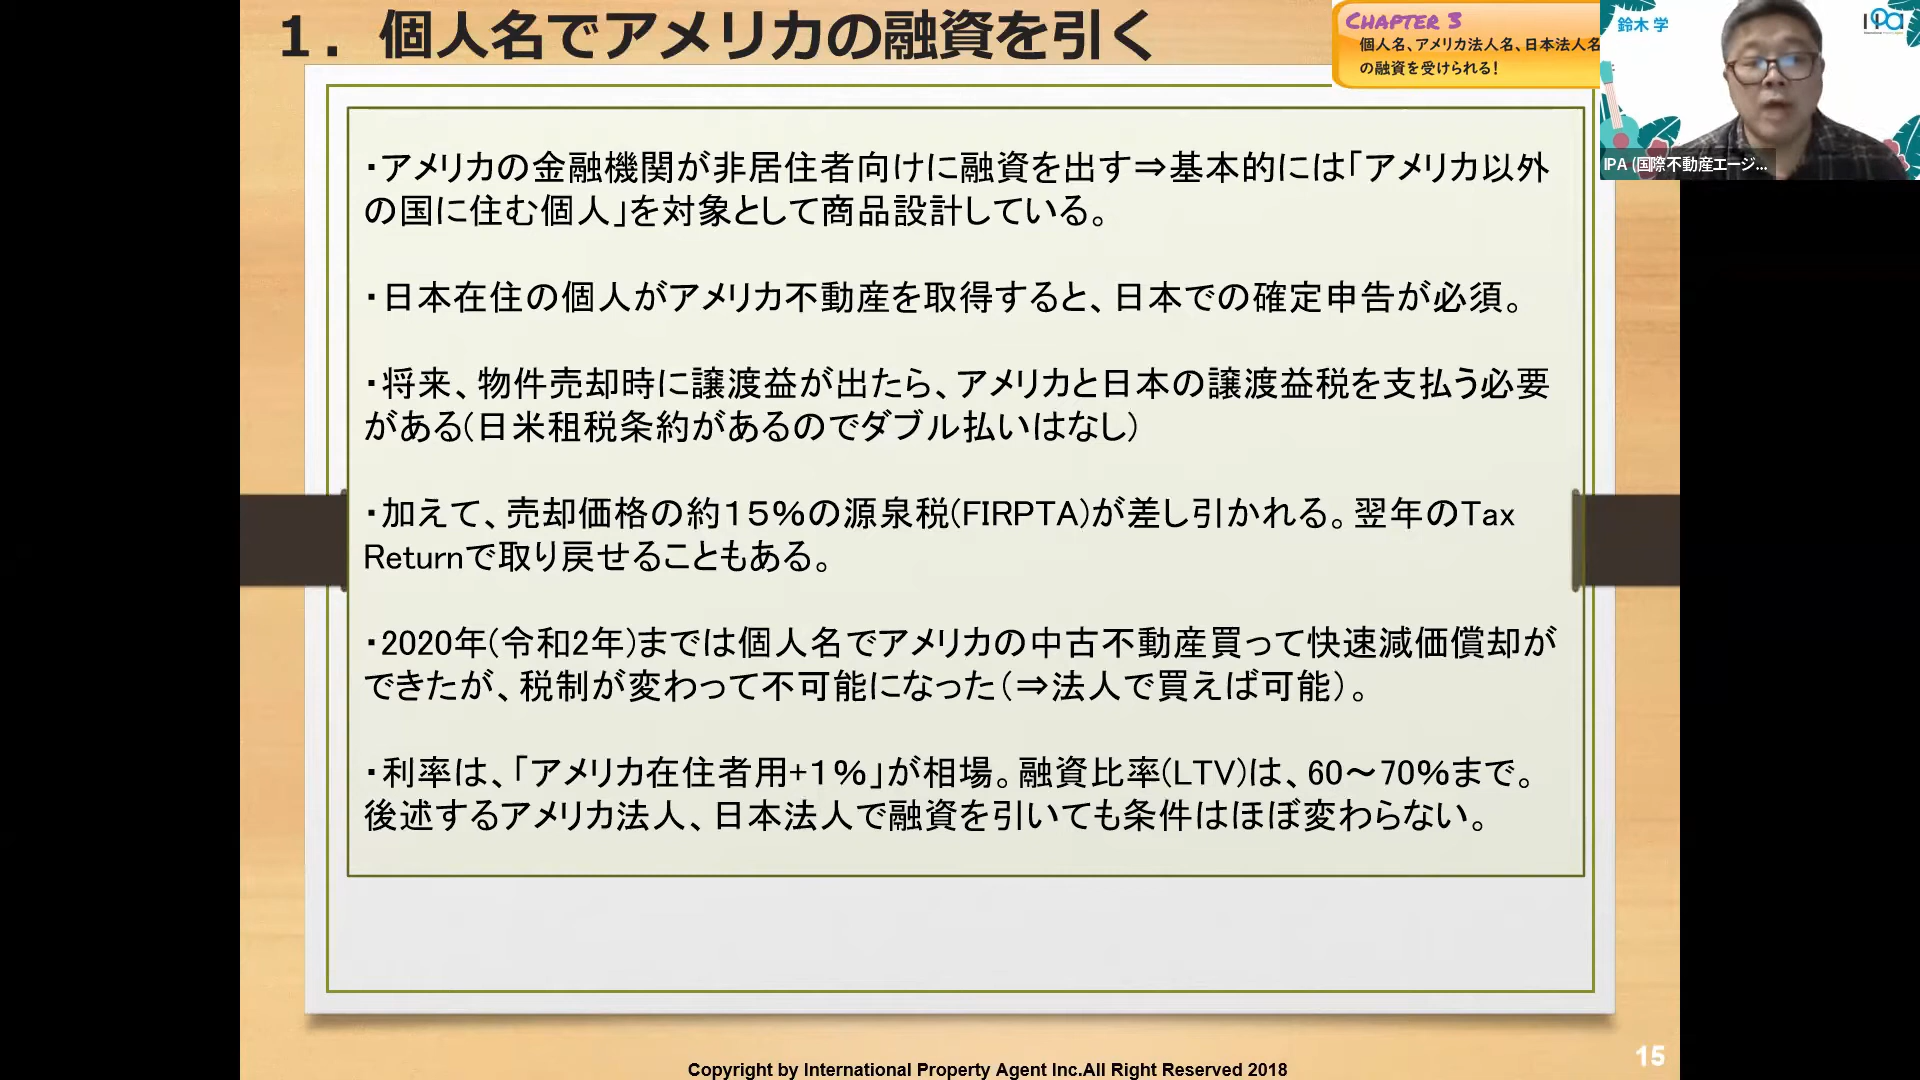 １．個人名でアメリカの融資を引く
CHAPTER 3
個人名、アメリカ法人名、日本法人名
の融資を受けられる！
鈴木 学
IPA
IPA (国際不動産エージ...
・アメリカの金融機関が非居住者向けに融資を出す⇒基本的には「アメリカ以外
の国に住む個人」を対象として商品設計している。
・日本在住の個人がアメリカ不動産を取得すると、日本での確定申告が必須。
・将来、物件売却時に譲渡益が出たら、アメリカと日本の譲渡益税を支払う必要
がある(日米租税条約があるのでダブル払いはなし)
・加えて、売却価格の約１５％の源泉税(FIRPTA)が差し引かれる。翌年のTax
Returnで取り戻せることもある。
・2020年(令和2年)までは個人名でアメリカの中古不動産買って快速減価償却が
できたが、税制が変わって不可能になった（⇒法人で買えば可能）。
・利率は、「アメリカ在住者用+１％」が相場。融資比率(LTV)は、60～70％まで。
後述するアメリカ法人、日本法人で融資を引いても条件はほぼ変わらない。
15
Copyright by International Property Agent Inc.All Right Reserved 2018